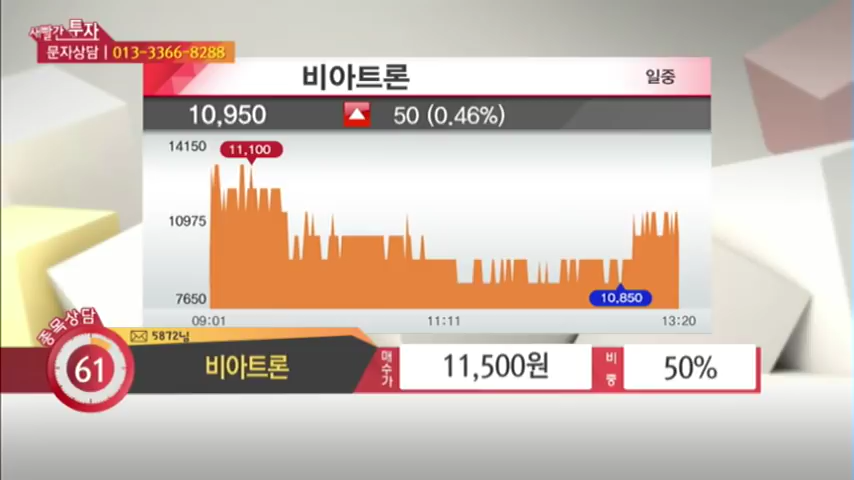 새빨간 투자
문자상담 | 013-3366-8288
비아트론
일중
10,950
50 (0.46%)
14150
11,100
10975
7650
10,850
09:01
11:11
13:20
종목상담
61
5872님
비아트론
매수가
11,500원
비중
50%